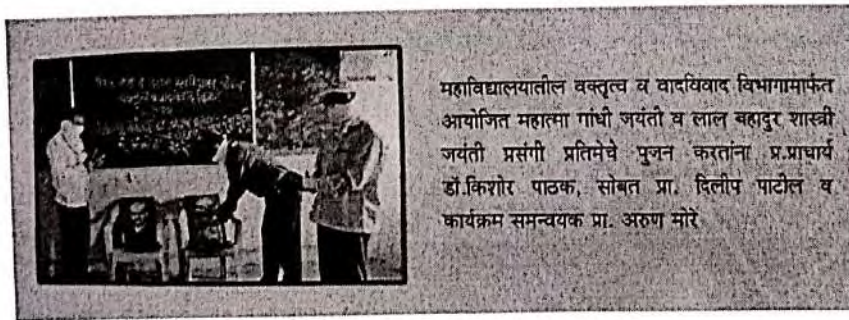 महाविद्यालयातील वक्तृत्व व वादविवाद विभागामार्फत
आयोजित महात्मा गांधी जयंती व लाल बहादुर शास्त्री
जयंती प्रसंगी प्रतिमेचे पुजन करतांना प्र.प्राचार्य
डॉ.किशोर पाठक, सोबत प्रा. दिलीप पाटील व
कार्यक्रम समन्वयक प्रा. अरुण मोरे